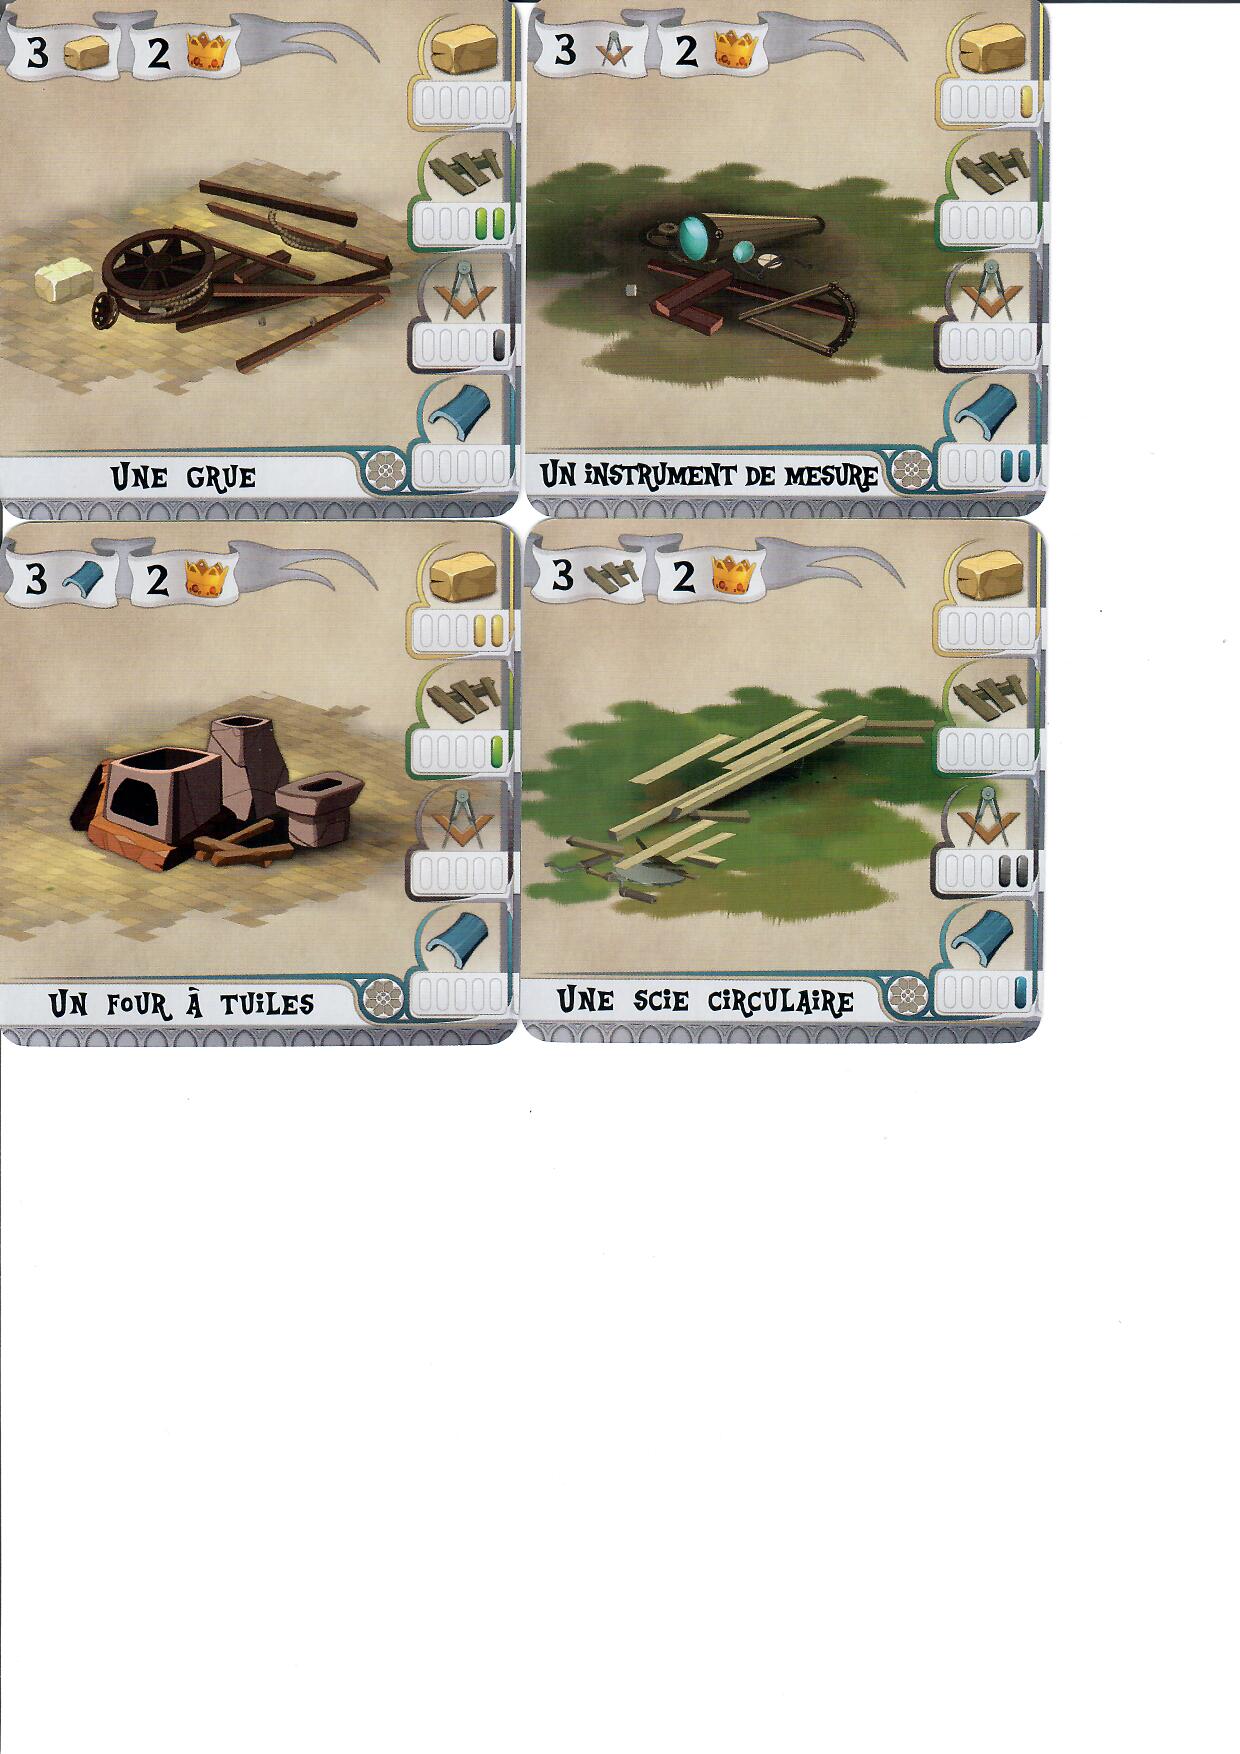 3 2
3 2
UNE GRUE
UN INSTRUMENT DE MESURE
3 2
3 2
UN FOUR À TUILES
UNE SCIE CIRCULAIRE